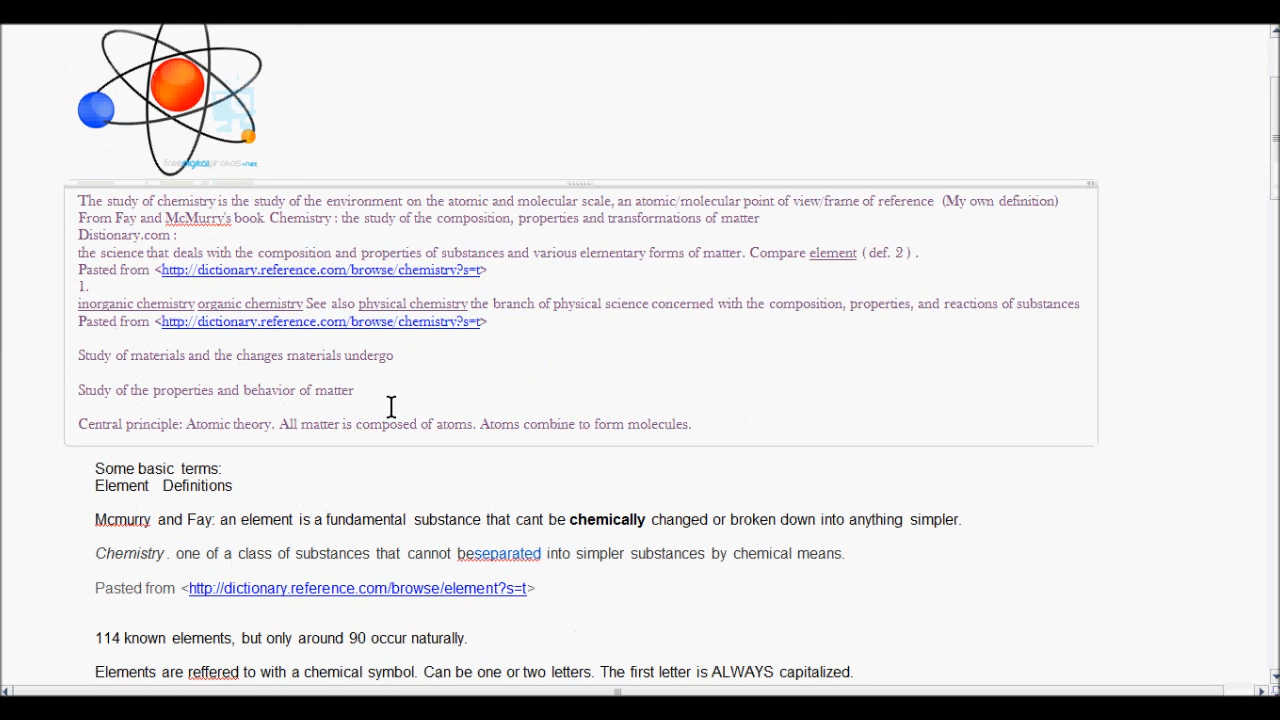 freedigitalphotos.net
The study of chemistry is the study of the environment on the atomic and molecular scale, an atomic/molecular point of view/frame of reference (My own definition)
From Fay and McMurry's book Chemistry : the study of the composition, properties and transformations of matter
Distionary.com :
the science that deals with the composition and properties of substances and various elementary forms of matter. Compare element ( def. 2 ) .
Pasted from <http://dictionary.reference.com/browse/chemistry?s=t>
1.
inorganic chemistry organic chemistry See also physical chemistry the branch of physical science concerned with the composition, properties, and reactions of substances
Pasted from <http://dictionary.reference.com/browse/chemistry?s=t>
Study of materials and the changes materials undergo
Study of the properties and behavior of matter
Central principle: Atomic theory. All matter is composed of atoms. Atoms combine to form molecules.
Some basic terms:
Element Definitions
Mcmurry and Fay: an element is a fundamental substance that cant be chemically changed or broken down into anything simpler.
Chemistry . one of a class of substances that cannot beseparated into simpler substances by chemical means.
Pasted from <http://dictionary.reference.com/browse/element?s=t>
114 known elements, but only around 90 occur naturally.
Elements are reffered to with a chemical symbol. Can be one or two letters. The first letter is ALWAYS capitalized.